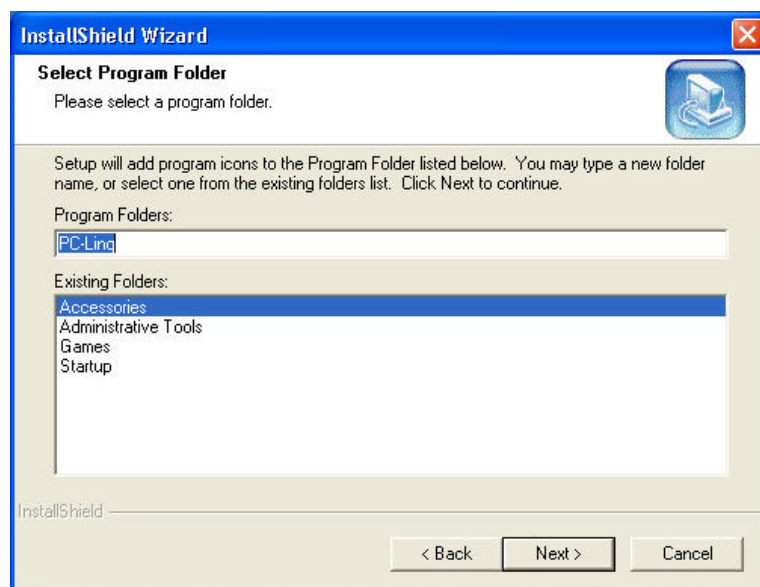 InstallShield Wizard
Select Program Folder
Please select a program folder.
Setup will add program icons to the Program Folder listed below. You may type a new folder
name, or select one from the existing folders list. Click Next to continue.
Program Folders:
PC-Linq
Existing Folders:
Accessories
Administrative Tools
Games
Startup
InstallShield
< Back
Next >
Cancel